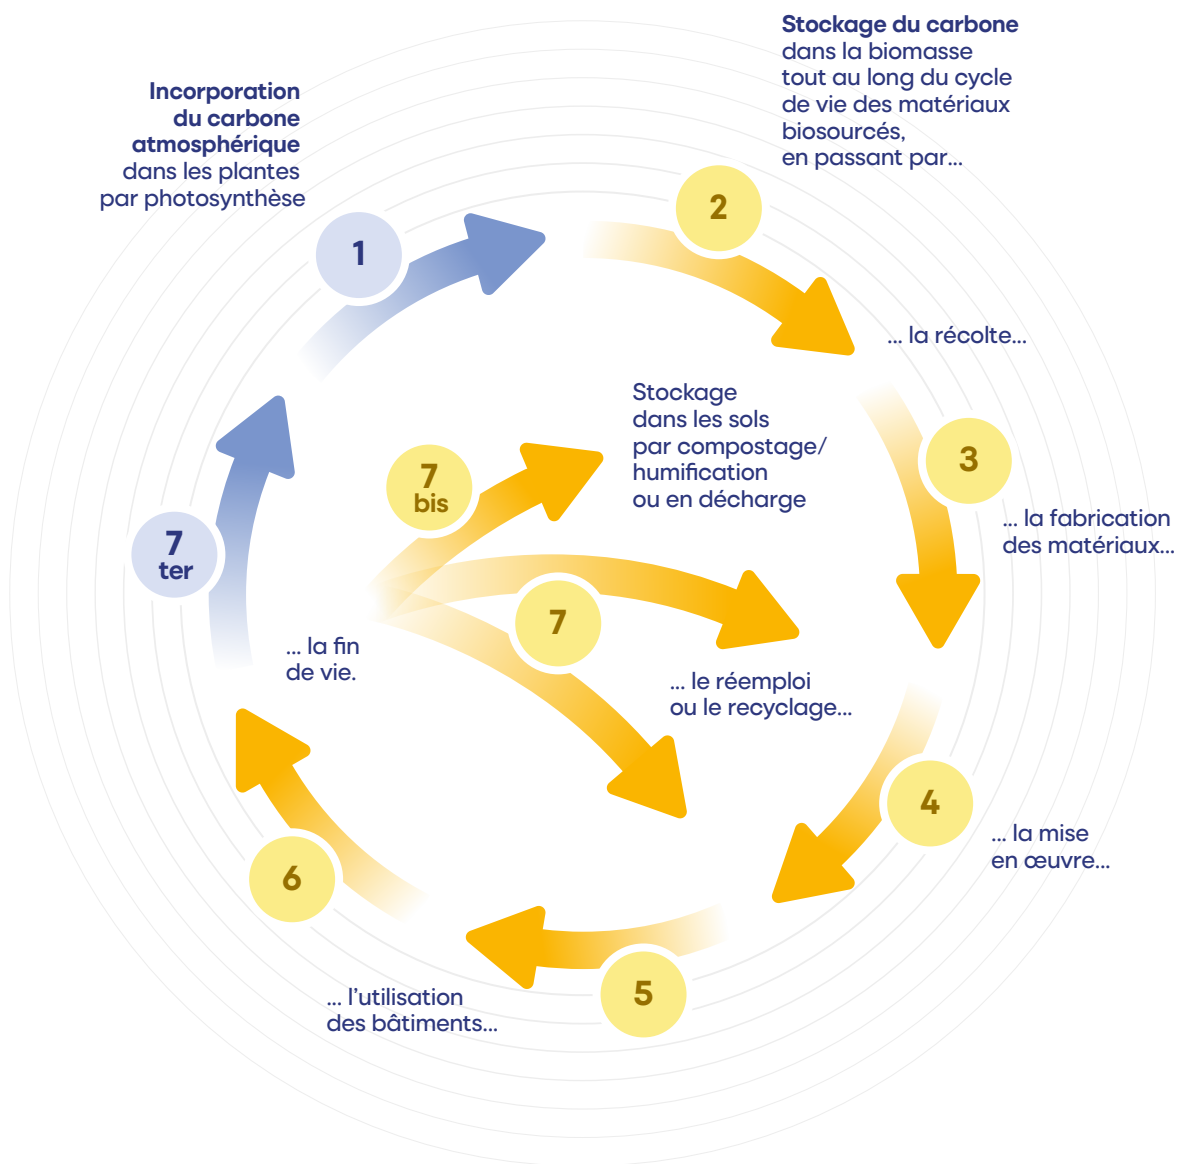 Incorporation
du carbone
atmosphérique
dans les plantes
par photosynthèse
1
Stockage du carbone
dans la biomasse
tout au long du cycle
de vie des matériaux
biosourcés,
en passant par...
2
... la récolte...
3
... la fabrication
des matériaux...
4
... la mise
en œuvre...
5
... l'utilisation
des bâtiments...
6
... la fin
de vie.
7
... le réemploi
ou le recyclage...
7
bis
Stockage
dans les sols
par compostage/
humification
ou en décharge
7
ter